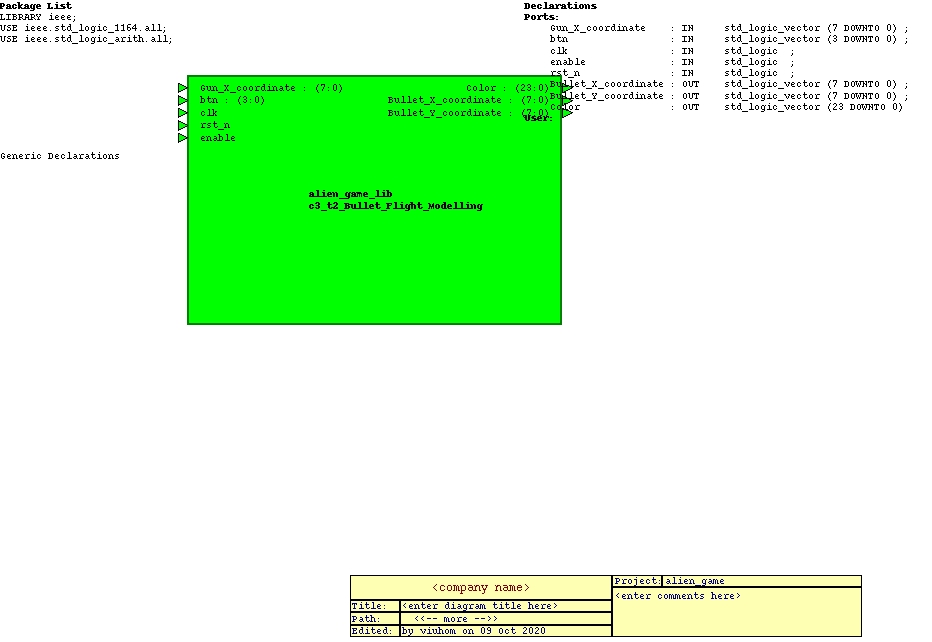 Package List
LIBRARY ieee;
USE ieee.std_logic_1164.all;
USE ieee.std_logic_arith.all;
Declarations
Ports:
Gun_X_coordinate : IN std_logic_vector (7 DOWNTO 0) ;
btn : IN std_logic_vector (3 DOWNTO 0) ;
clk : IN std_logic ;
enable : IN std_logic ;
rst_n : IN std_logic ;
Bullet_X_coordinate : OUT std_logic_vector (7 DOWNTO 0) ;
Bullet_Y_coordinate : OUT std_logic_vector (7 DOWNTO 0) ;
Color : OUT std_logic_vector (23 DOWNTO 0)
User:
Gun_X_coordinate : (7:0)
btn : (3:0)
clk
rst_n
enable
Color : (23:0)
Bullet_X_coordinate : (7:0)
Bullet_Y_coordinate : (7:0)
Generic Declarations
alien_game_lib
c3_t2_Bullet_Flight_Modelling
<company name>
Title: <enter diagram title here>
Path: <<-- more -->>
Edited: by viuhom on 09 oct 2020
Project: alien_game
<enter comments here>